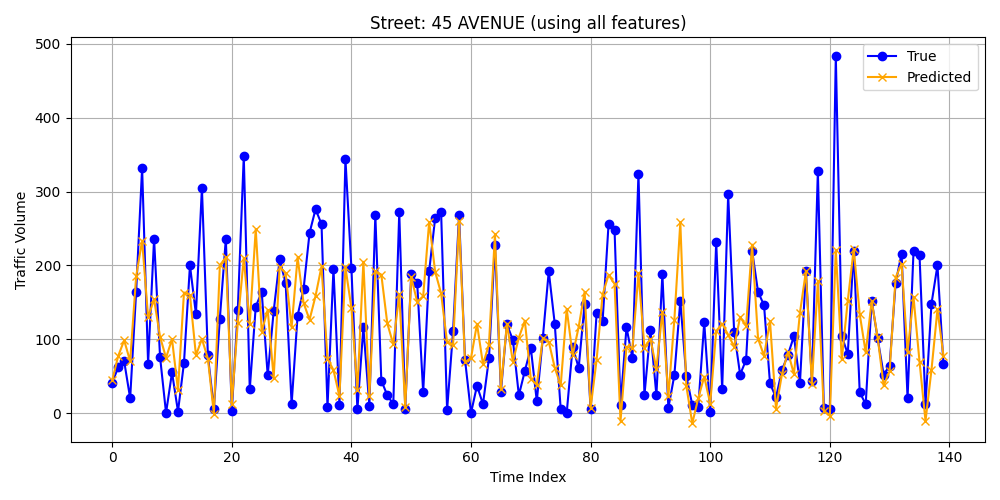 Street: 45 AVENUE (using all features)
True
Predicted
Traffic Volume
500
400
300
200
100
0
0 20 40 60 80 100 120 140
Time Index